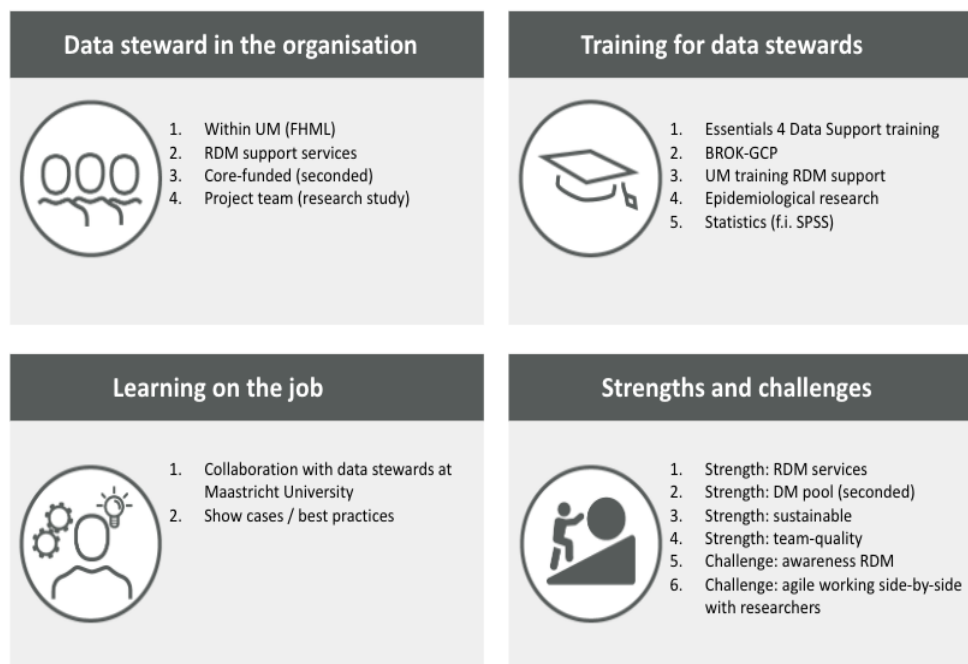 Data steward in the organisation
1. Within UM (FHML)
2. RDM support services
3. Core-funded (seconded)
4. Project team (research study)
Training for data stewards
1. Essentials 4 Data Support training
2. BROK-GCP
3. UM training RDM support
4. Epidemiological research
5. Statistics (f.i. SPSS)
Learning on the job
1. Collaboration with data stewards at
Maastricht University
2. Show cases / best practices
Strengths and challenges
1. Strength: RDM services
2. Strength: DM pool (seconded)
3. Strength: sustainable
4. Strength: team-quality
5. Challenge: awareness RDM
6. Challenge: agile working side-by-side
with researchers